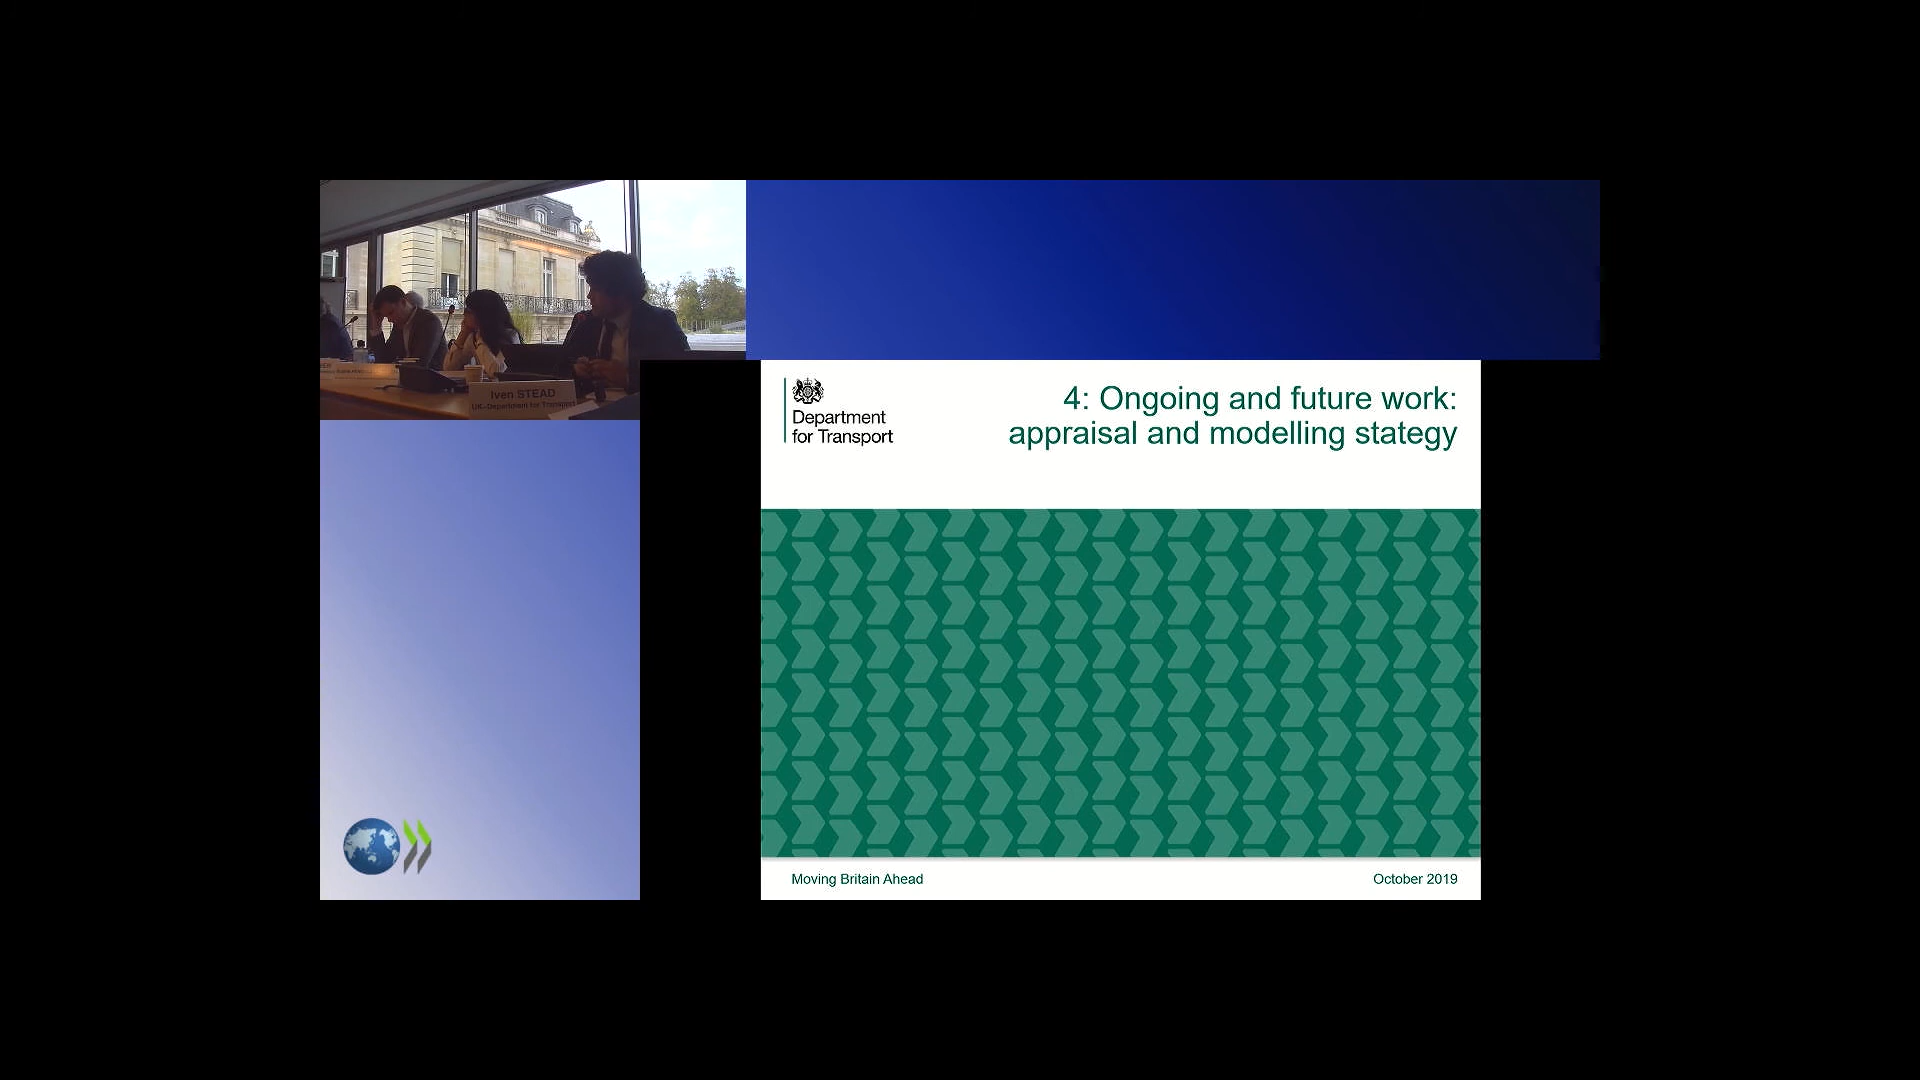 Iven STEAD
UK-Department for Transport
Department
for Transport
4: Ongoing and future work:
appraisal and modelling stategy
Moving Britain Ahead
October 2019